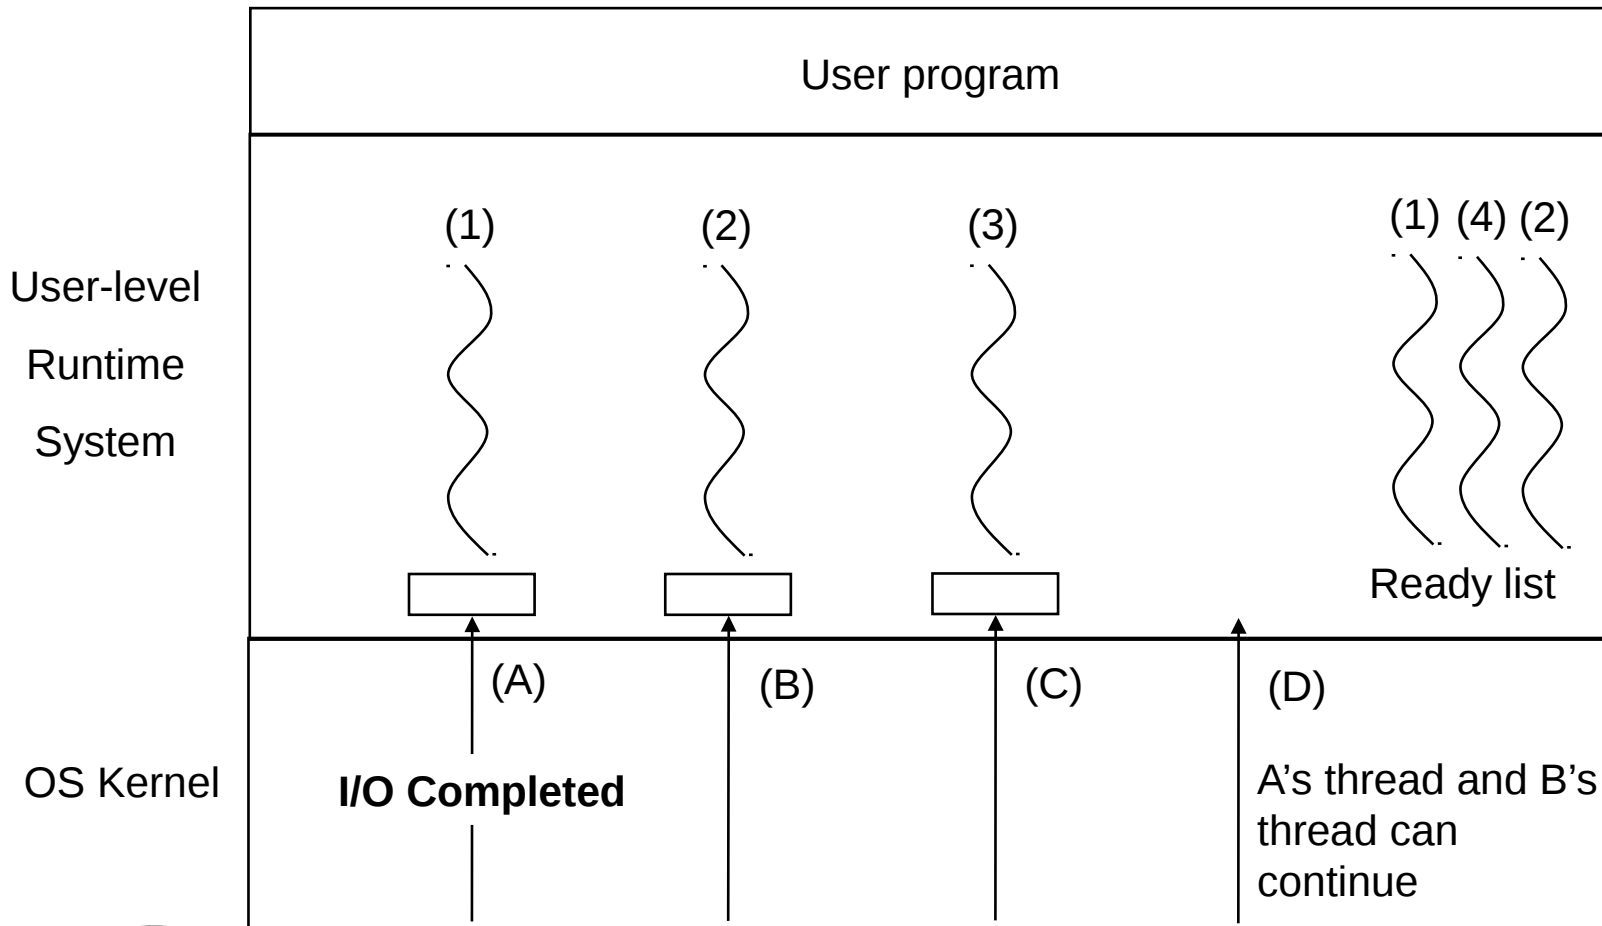 User program
(1)
(2)
(3)
(1) (4) (2)
User-level
Runtime
System
Ready list
(A)
(B)
(C)
(D)
OS Kernel
I/O Completed
A’s thread and B’s
thread can
continue